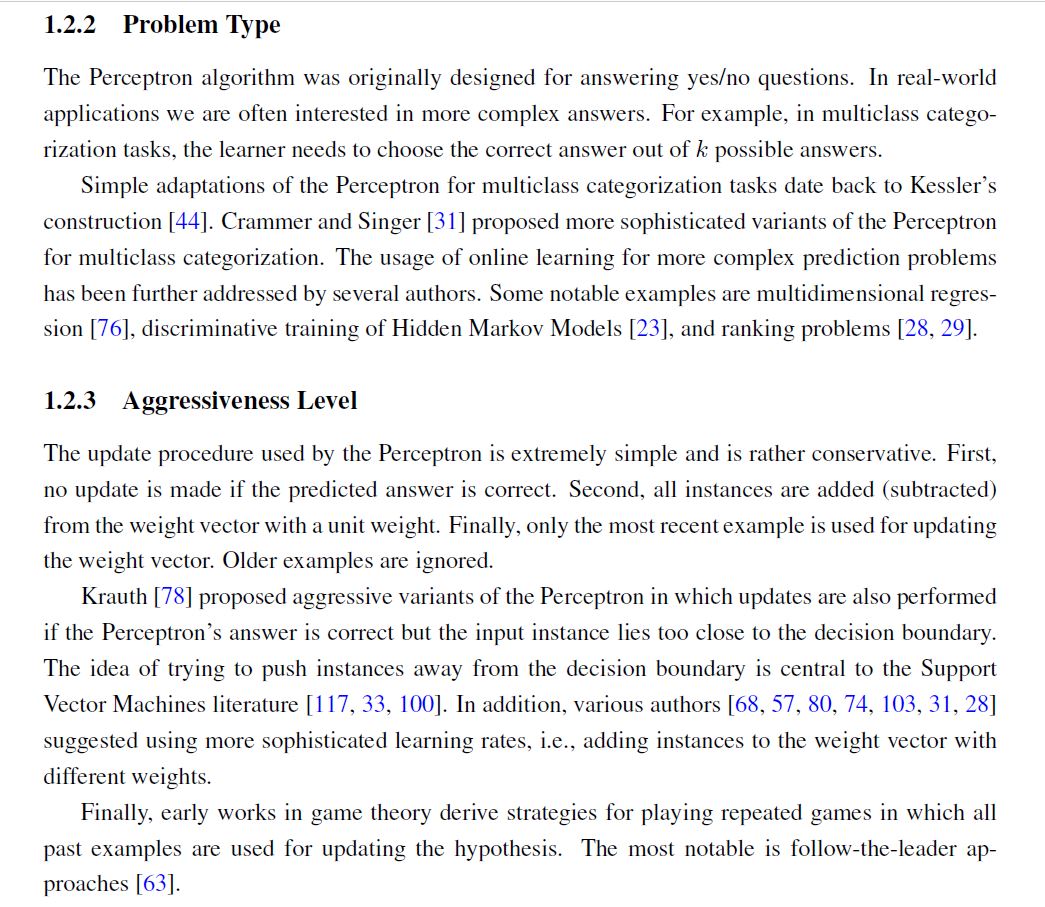 1.2.2 Problem Type
The Perceptron algorithm was originally designed for answering yes/no questions. In real-world
applications we are often interested in more complex answers. For example, in multiclass catego-
rization tasks, the learner needs to choose the correct answer out of k possible answers.
Simple adaptations of the Perceptron for multiclass categorization tasks date back to Kessler's
construction [44]. Crammer and Singer [31] proposed more sophisticated variants of the Perceptron
for multiclass categorization. The usage of online learning for more complex prediction problems
has been further addressed by several authors. Some notable examples are multidimensional regres-
sion [76], discriminative training of Hidden Markov Models [23], and ranking problems [28, 29].
1.2.3 Aggressiveness Level
The update procedure used by the Perceptron is extremely simple and is rather conservative. First,
no update is made if the predicted answer is correct. Second, all instances are added (subtracted)
from the weight vector with a unit weight. Finally, only the most recent example is used for updating
the weight vector. Older examples are ignored.
Krauth [78] proposed aggressive variants of the Perceptron in which updates are also performed
if the Perceptron's answer is correct but the input instance lies too close to the decision boundary.
The idea of trying to push instances away from the decision boundary is central to the Support
Vector Machines literature [117, 33, 100]. In addition, various authors [68, 57, 80, 74, 103, 31, 28]
suggested using more sophisticated learning rates, i.e., adding instances to the weight vector with
different weights.
Finally, early works in game theory derive strategies for playing repeated games in which all
past examples are used for updating the hypothesis. The most notable is follow-the-leader ap-
proaches [63].